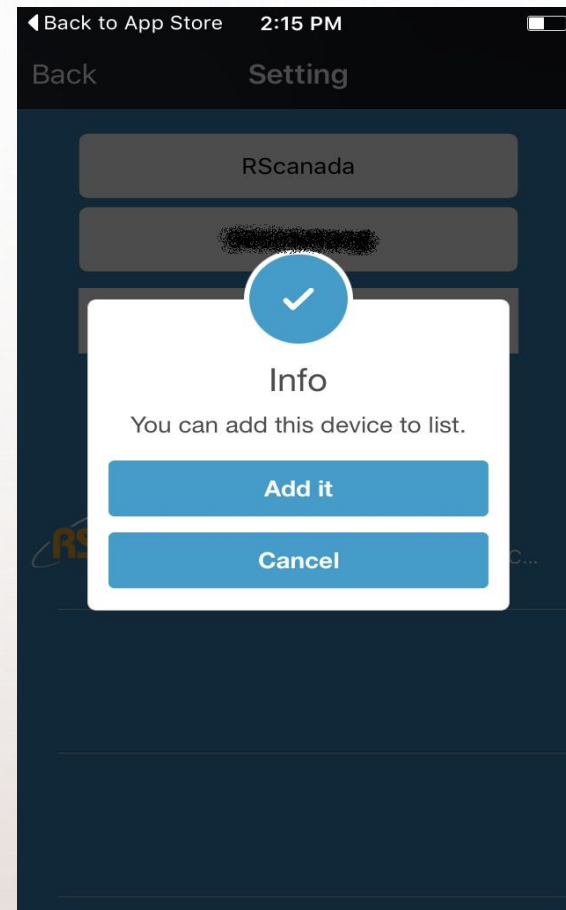 Back to App Store 2:15 PM
Back Setting
RScanada
Info
You can add this device to list.
Add it
Cancel
RS
C...